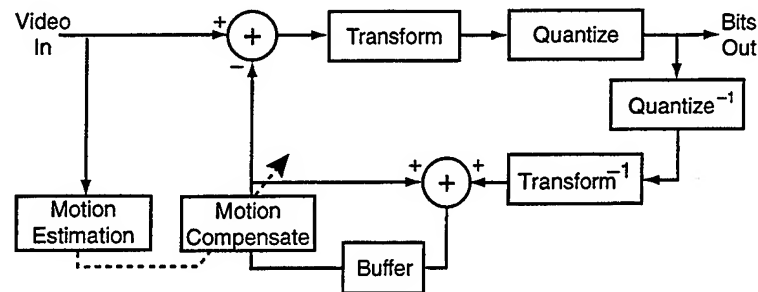 Video
In
+
+
−
Transform
Quantize
Bits
Out
Quantize⁻¹
+
+
+
Transform⁻¹
Motion
Estimation
Motion
Compensate
Buffer